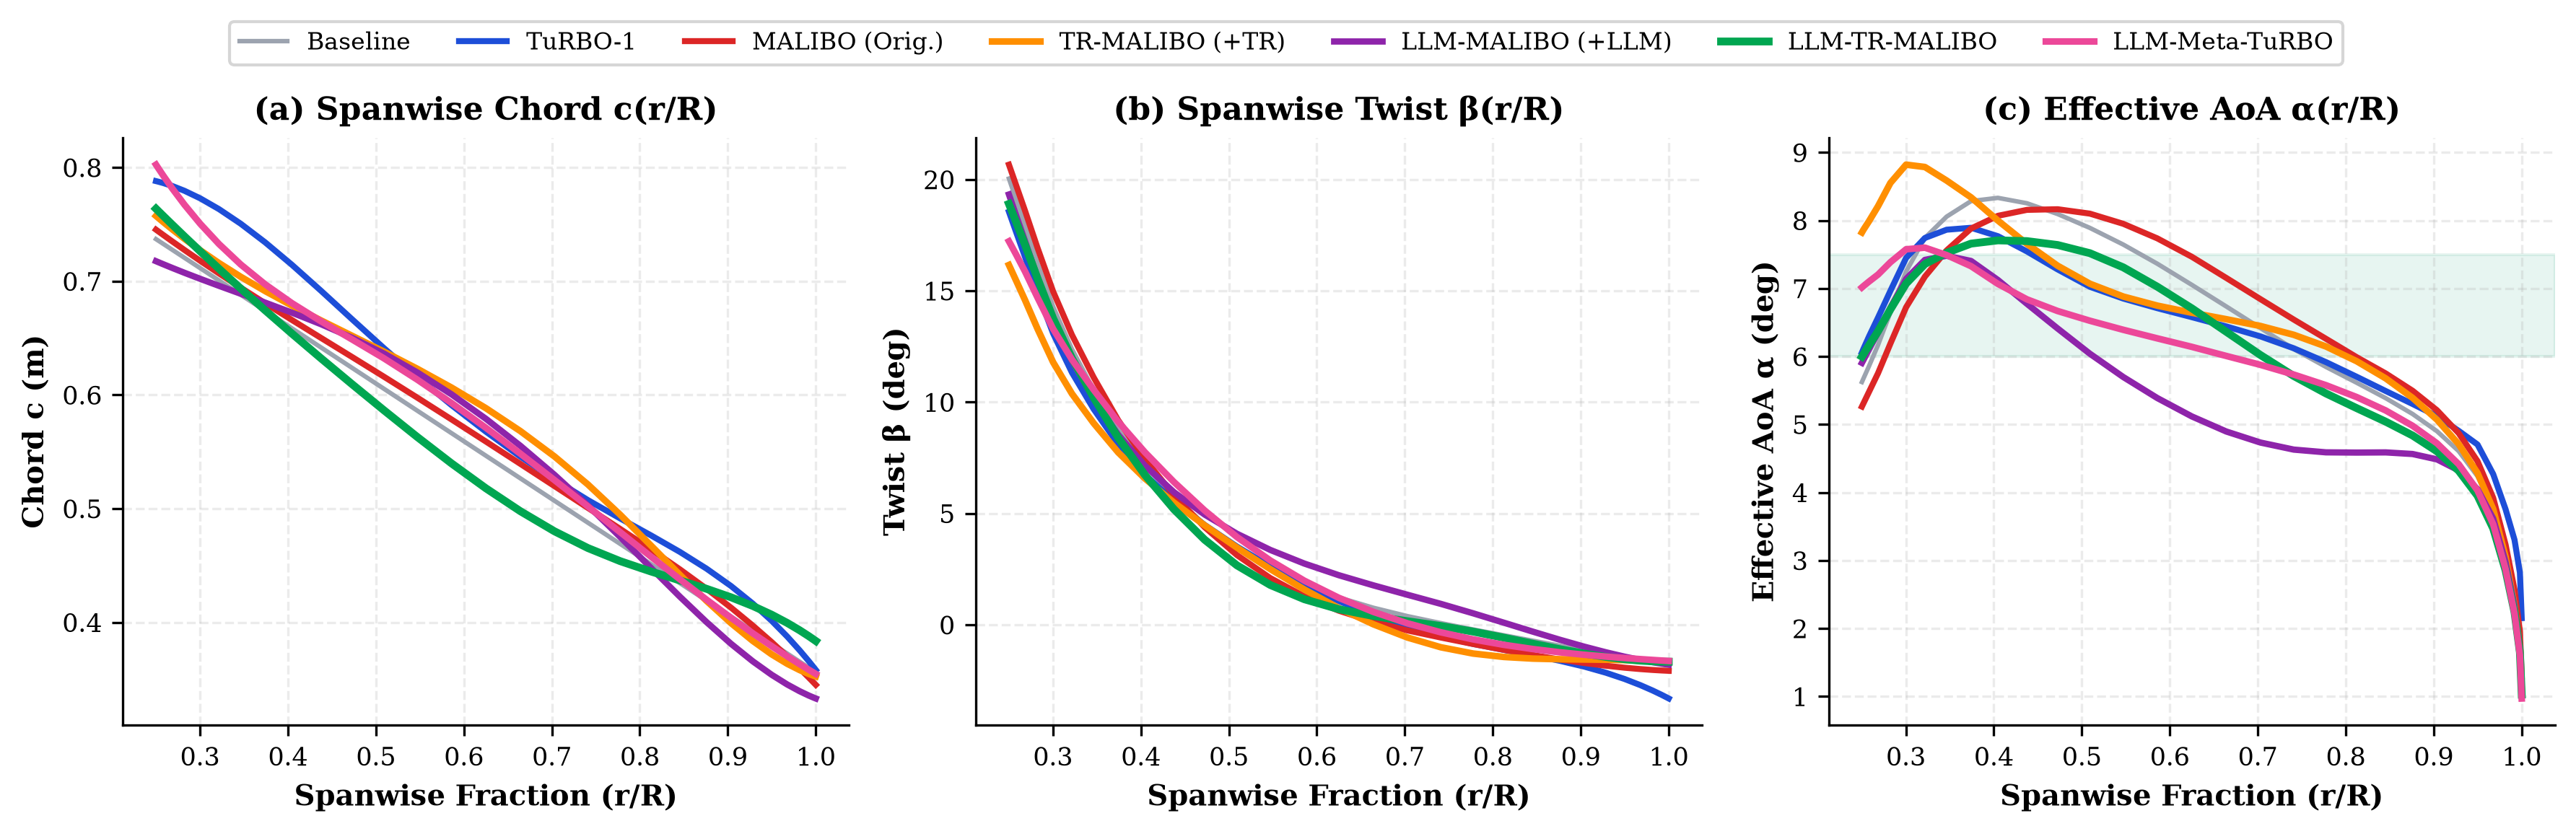 Baseline TuRBO-1 MALIBO (Orig.) TR-MALIBO (+TR) LLM-MALIBO (+LLM) LLM-TR-MALIBO LLM-Meta-TuRBO
(a) Spanwise Chord c(r/R)
Chord c (m)
0.8
0.7
0.6
0.5
0.4
0.3 0.4 0.5 0.6 0.7 0.8 0.9 1.0
Spanwise Fraction (r/R)
(b) Spanwise Twist β(r/R)
Twist β (deg)
20
15
10
5
0
0.3 0.4 0.5 0.6 0.7 0.8 0.9 1.0
Spanwise Fraction (r/R)
(c) Effective AoA α(r/R)
Effective AoA α (deg)
9
8
7
6
5
4
3
2
1
0.3 0.4 0.5 0.6 0.7 0.8 0.9 1.0
Spanwise Fraction (r/R)